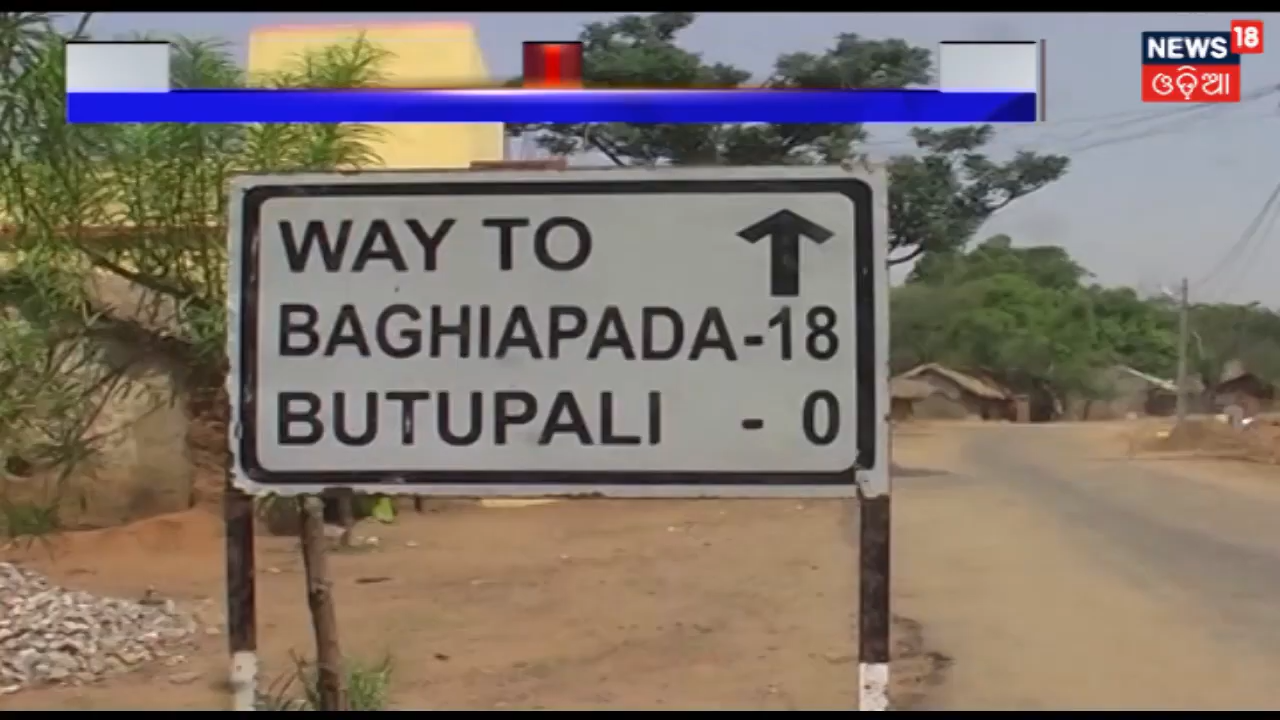 NEWS 18
ଓଡ଼ିଆ
WAY TO
BAGHIAPADA-18
BUTUPALI - 0